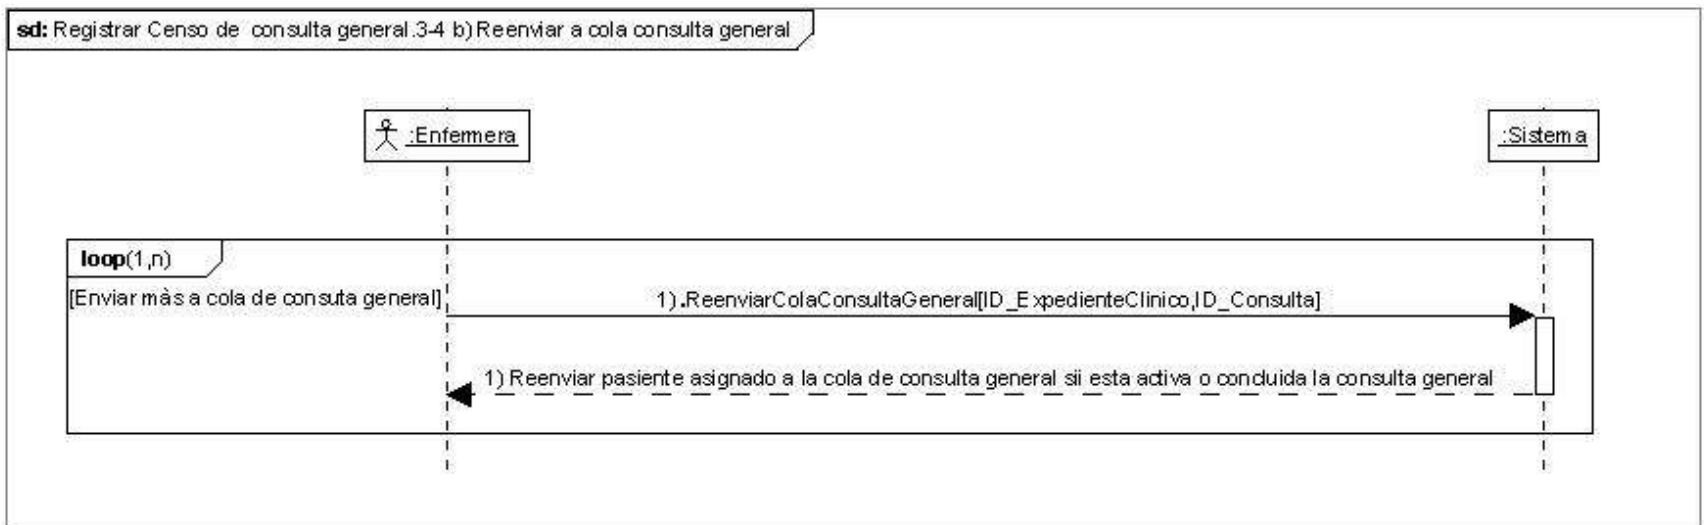 sd: Registrar Censo de consulta general.3-4 b) Reenviar a cola consulta general
:Enfermera
:Sistema
loop(1,n)
[Enviar màs a cola de consuta general]
1).ReenviarColaConsultaGeneral[ID_ExpedienteClinico,ID_Consulta]
1) Reenviar pasiente asignado a la cola de consulta general sii esta activa o concluida la consulta general